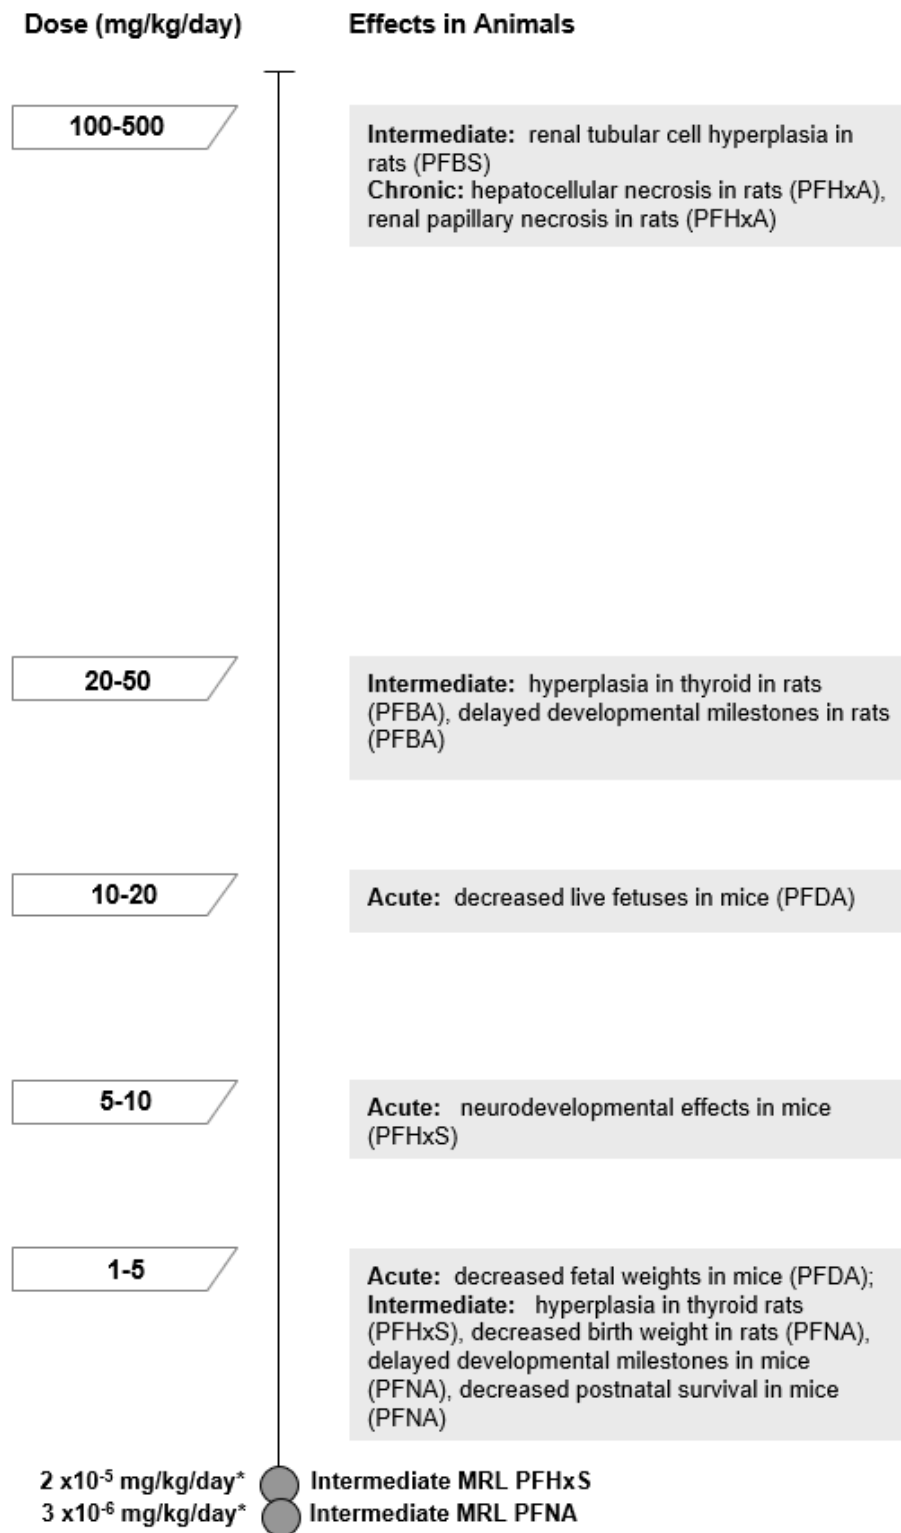 Dose (mg/kg/day) Effects in Animals
100-500
Intermediate: renal tubular cell hyperplasia in
rats (PFBS)
Chronic: hepatocellular necrosis in rats (PFHxA),
renal papillary necrosis in rats (PFHxA)
20-50
Intermediate: hyperplasia in thyroid in rats
(PFBA), delayed developmental milestones in rats
(PFBA)
10-20
Acute: decreased live fetuses in mice (PFDA)
5-10
Acute: neurodevelopmental effects in mice
(PFHxS)
1-5
Acute: decreased fetal weights in mice (PFDA);
Intermediate: hyperplasia in thyroid rats
(PFHxS), decreased birth weight in rats (PFNA),
delayed developmental milestones in mice
(PFNA), decreased postnatal survival in mice
(PFNA)
2 x10⁻⁵ mg/kg/day* Intermediate MRL PFHxS
3 x10⁻⁶ mg/kg/day* Intermediate MRL PFNA